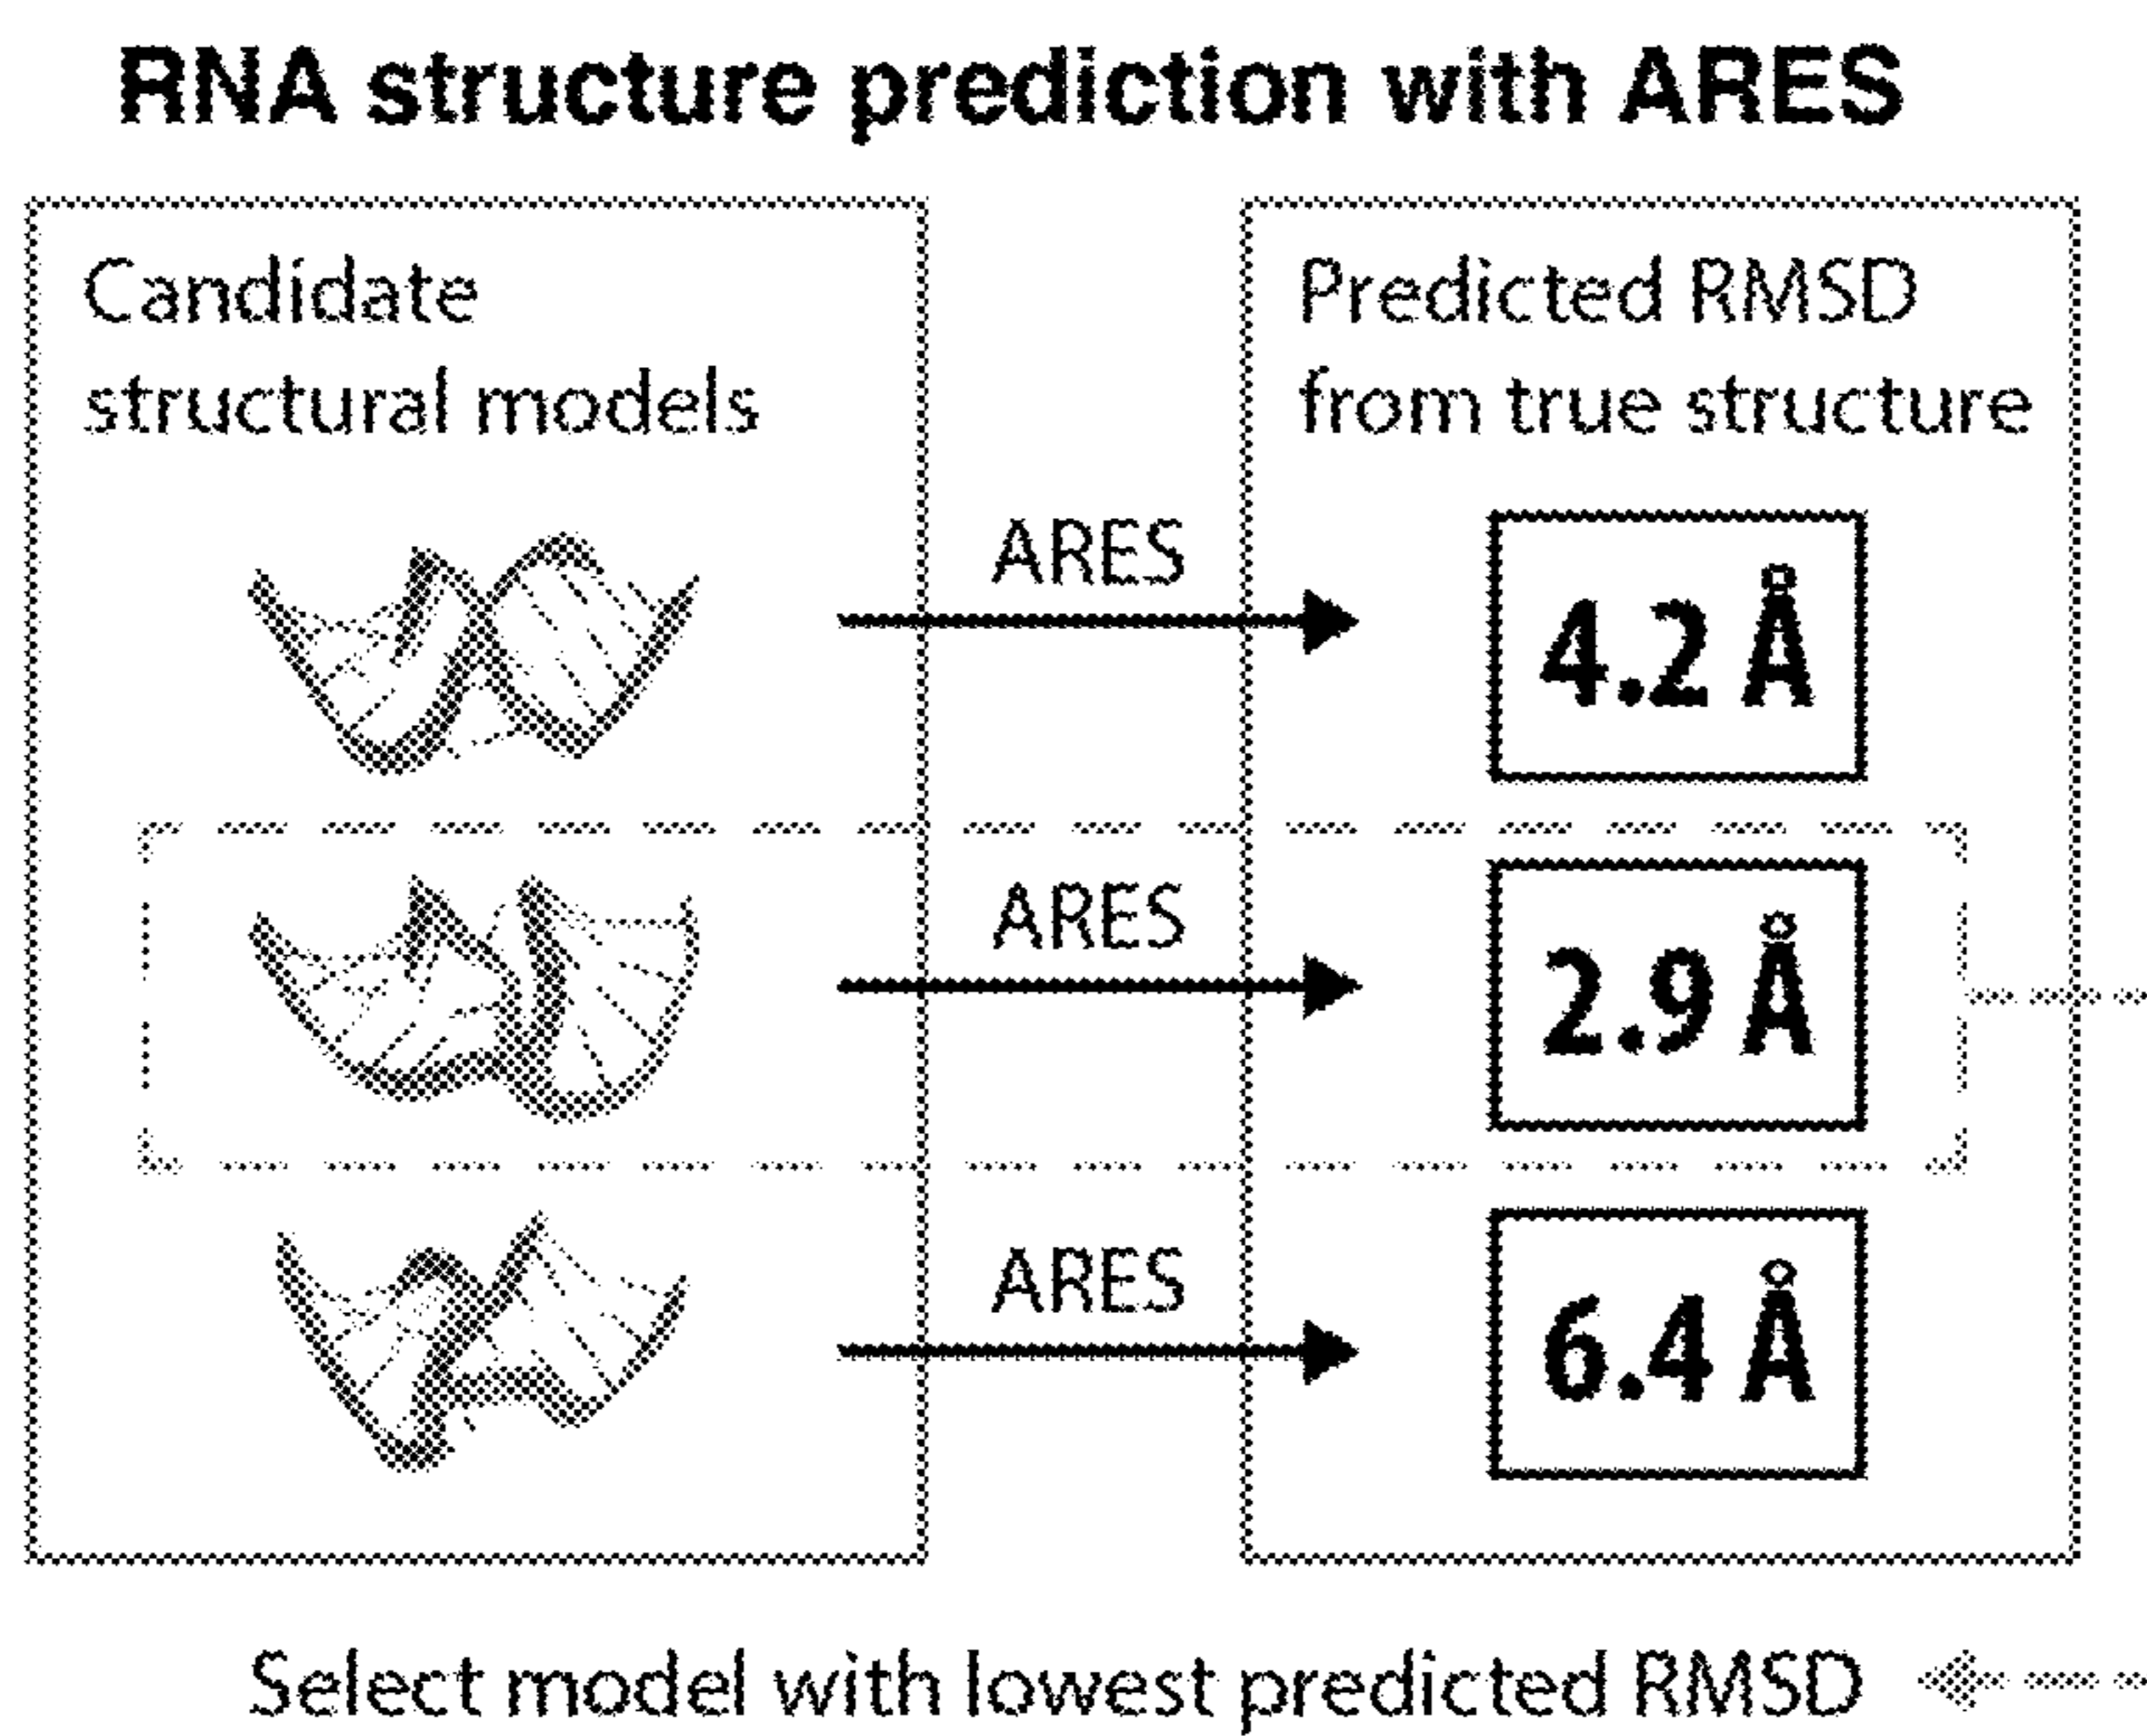 RNA structure prediction with ARES
Candidate
structural models
Predicted RMSD
from true structure
ARES
4.2 Å
ARES
2.9 Å
ARES
6.4 Å
Select model with lowest predicted RMSD